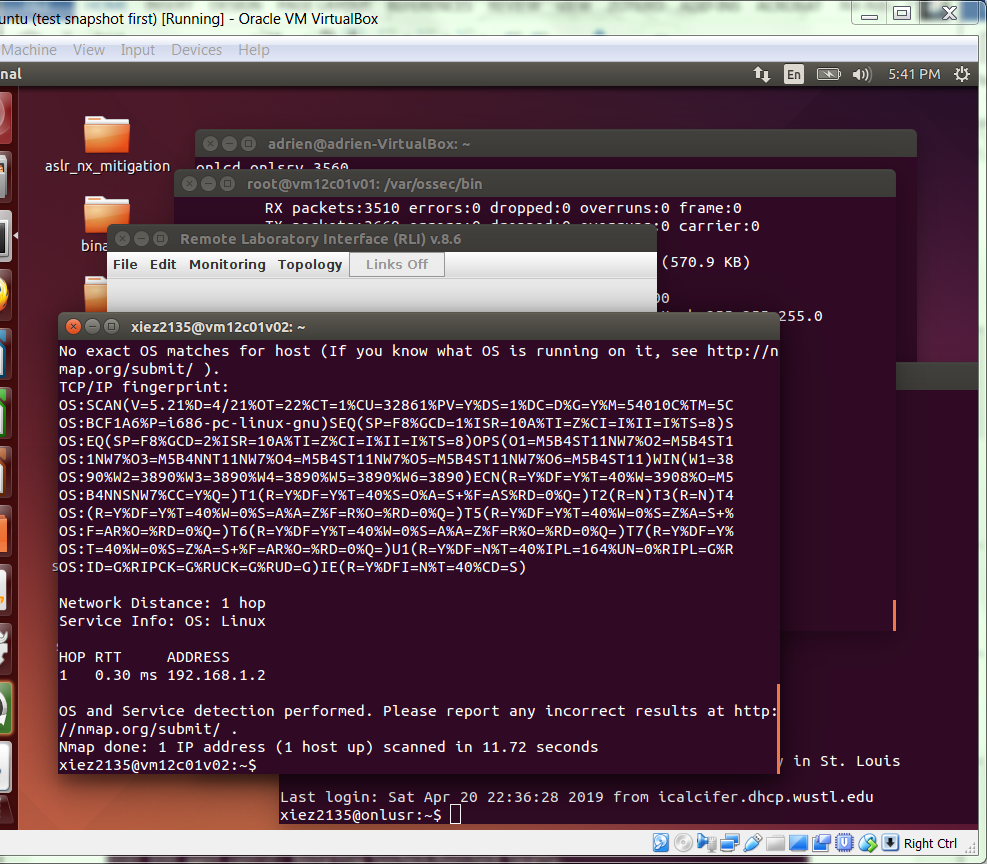 untu (test snapshot first) [Running] - Oracle VM VirtualBox
Machine View Input Devices Help
nal
En 5:41 PM
aslr_nx_mitigation
adrien@adrien-VirtualBox: ~
onlcd onlsrv 3560
root@vm12c01v01: /var/ossec/bin
RX packets:3510 errors:0 dropped:0 overruns:0 frame:0
carrier:0
bina
Remote Laboratory Interface (RLI) v.8.6
File Edit Monitoring Topology Links Off
(570.9 KB)
255.0
xiez2135@vm12c01v02: ~
No exact OS matches for host (If you know what OS is running on it, see http://n
map.org/submit/ ).
TCP/IP fingerprint:
OS:SCAN(V=5.21%D=4/21%OT=22%CT=1%CU=32861%PV=Y%DS=1%DC=D%G=Y%M=54010C%TM=5C
OS:BCF1A6%P=i686-pc-linux-gnu)SEQ(SP=F8%GCD=1%ISR=10A%TI=Z%CI=I%II=I%TS=8)S
OS:EQ(SP=F8%GCD=2%ISR=10A%TI=Z%CI=I%II=I%TS=8)OPS(O1=M5B4ST11NW7%O2=M5B4ST1
OS:1NW7%O3=M5B4NNT11NW7%O4=M5B4ST11NW7%O5=M5B4ST11NW7%O6=M5B4ST11)WIN(W1=38
OS:90%W2=3890%W3=3890%W4=3890%W5=3890%W6=3890)ECN(R=Y%DF=Y%T=40%W=3908%O=M5
OS:B4NNSNW7%CC=Y%Q=)T1(R=Y%DF=Y%T=40%S=O%A=S+%F=AS%RD=0%Q=)T2(R=N)T3(R=N)T4
OS:(R=Y%DF=Y%T=40%W=0%S=A%A=Z%F=R%O=%RD=0%Q=)T5(R=Y%DF=Y%T=40%W=0%S=Z%A=S+%
OS:F=AR%O=%RD=0%Q=)T6(R=Y%DF=Y%T=40%W=0%S=A%A=Z%F=R%O=%RD=0%Q=)T7(R=Y%DF=Y%
OS:T=40%W=0%S=Z%A=S+%F=AR%O=%RD=0%Q=)U1(R=Y%DF=N%T=40%IPL=164%UN=0%RIPL=G%R
OS:ID=G%RIPCK=G%RUCK=G%RUD=G)IE(R=Y%DFI=N%T=40%CD=S)
Network Distance: 1 hop
Service Info: OS: Linux
HOP RTT ADDRESS
1 0.30 ms 192.168.1.2
OS and Service detection performed. Please report any incorrect results at http:
//nmap.org/submit/ .
Nmap done: 1 IP address (1 host up) scanned in 11.72 seconds
xiez2135@vm12c01v02:~$
in St. Louis
Last login: Sat Apr 20 22:36:28 2019 from icalcifer.dhcp.wustl.edu
xiez2135@onlusr:~$
Right Ctrl